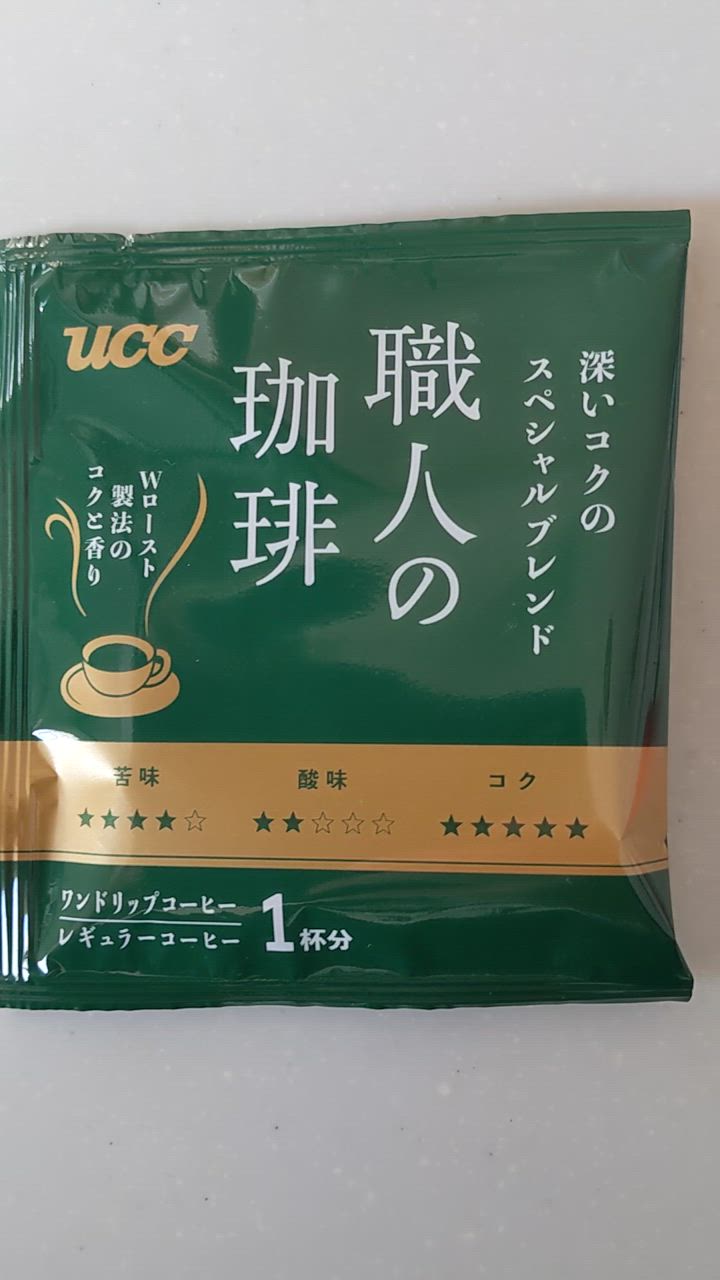 深いコクの
スペシャルブレンド
職人の
珈琲
UCC
Wロースト
製法の
コクと香り
苦味 酸味 コク
★★★★☆ ★★☆☆☆ ★★★★★
ワンドリップコーヒー
レギュラーコーヒー
1杯分